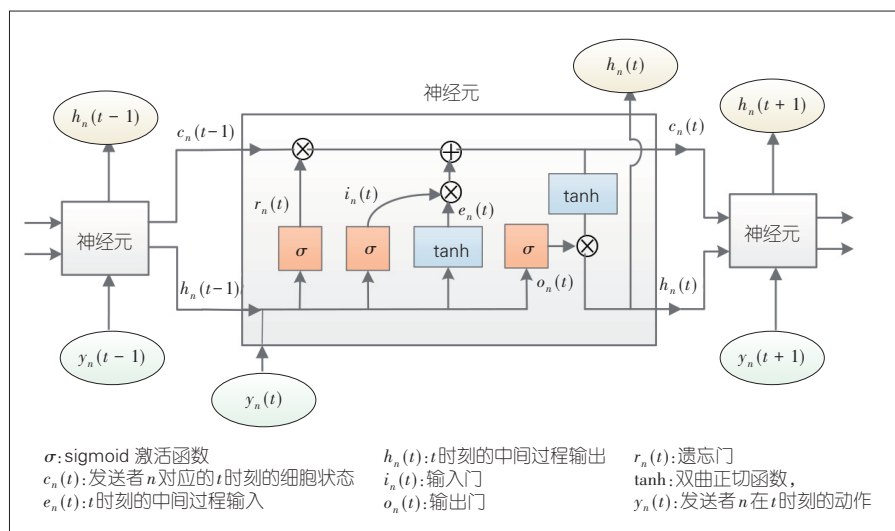 h_n(t)
神经元
h_n(t − 1)
h_n(t + 1)
c_n(t−1)
c_n(t)
r_n(t)
i_n(t)
e_n(t)
tanh
神经元
σ
σ
tanh
σ
神经元
o_n(t)
h_n(t−1)
h_n(t)
y_n(t − 1)
y_n(t)
y_n(t + 1)
σ:sigmoid 激活函数
c_n(t):发送者n对应的t时刻的细胞状态
e_n(t):t时刻的中间过程输入
h_n(t):t时刻的中间过程输出
i_n(t):输入门
o_n(t):输出门
r_n(t):遗忘门
tanh:双曲正切函数，
y_n(t):发送者n在t时刻的动作